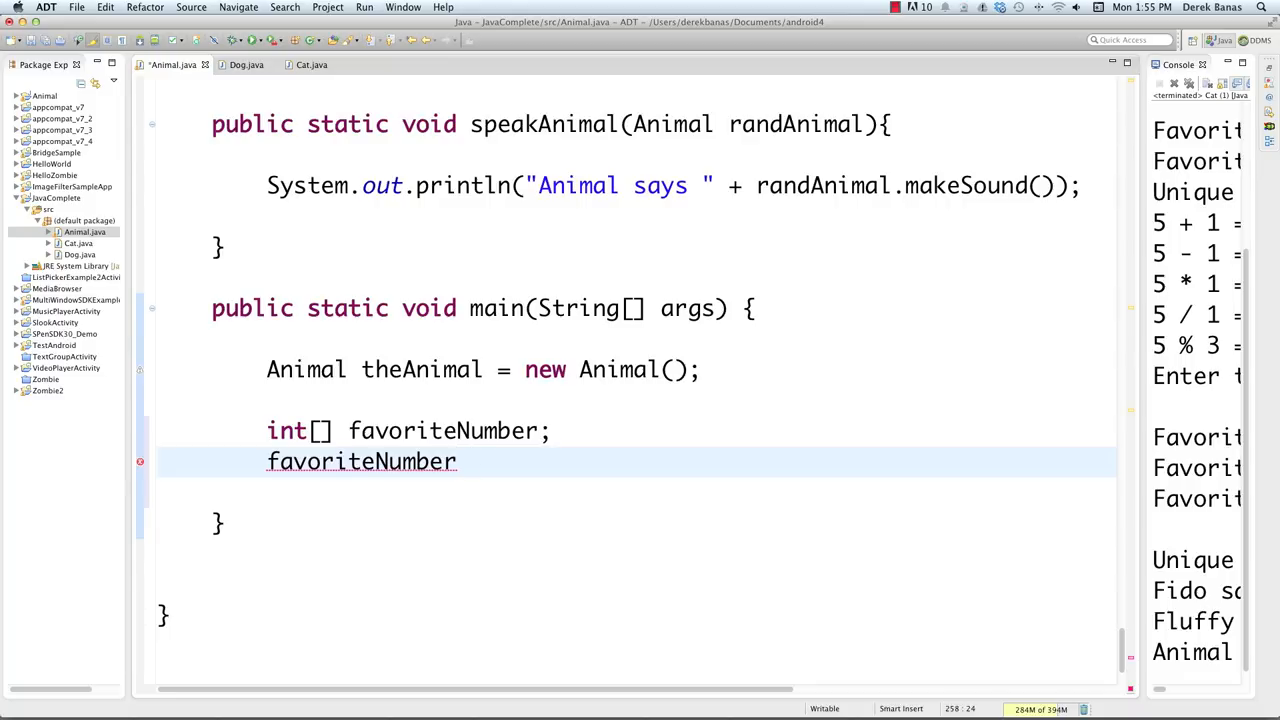 ADT File Edit Refactor Source Navigate Search Project Run Window Help 10 Mon 1:55 PM Derek Banas
Java - JavaComplete/src/Animal.java - ADT - /Users/derekbanas/Documents/android4
Quick Access Java DDMS
Package Exp
*Animal.java Dog.java Cat.java
Console
<terminated> Cat (1) [Java
Animal
appcompat_v7
appcompat_v7_2
appcompat_v7_3
appcompat_v7_4
BridgeSample
HelloWorld
HelloZombie
ImageFilterSampleApp
JavaComplete
src
(default package)
Animal.java
Cat.java
Dog.java
JRE System Library [Ja
ListPickerExample2Activi
MediaBrowser
MultiWindowSDKExample
MusicPlayerActivity
SlookActivity
SPenSDK30_Demo
TestAndroid
TextGroupActivity
VideoPlayerActivity
Zombie
Zombie2
public static void speakAnimal(Animal randAnimal){
System.out.println("Animal says " + randAnimal.makeSound());
}
public static void main(String[] args) {
Animal theAnimal = new Animal();
int[] favoriteNumber;
favoriteNumber
}
}
Favorit
Favorit
Unique
5 + 1 =
5 - 1 =
5 * 1 =
5 / 1 =
5 % 3 =
Enter t
Favorit
Favorit
Favorit
Unique
Fido sa
Fluffy
Animal
Writable Smart Insert 258 : 24 284M of 394M